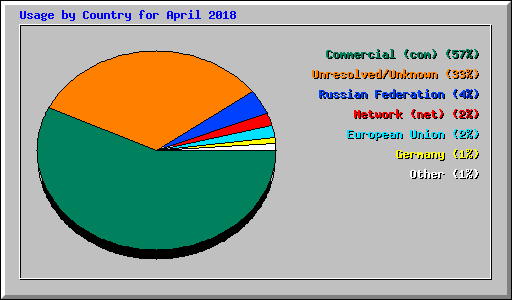 Usage by Country for April 2018
Commercial (com) (57%)
Unresolved/Unknown (33%)
Russian Federation (4%)
Network (net) (2%)
European Union (2%)
Germany (1%)
Other (1%)